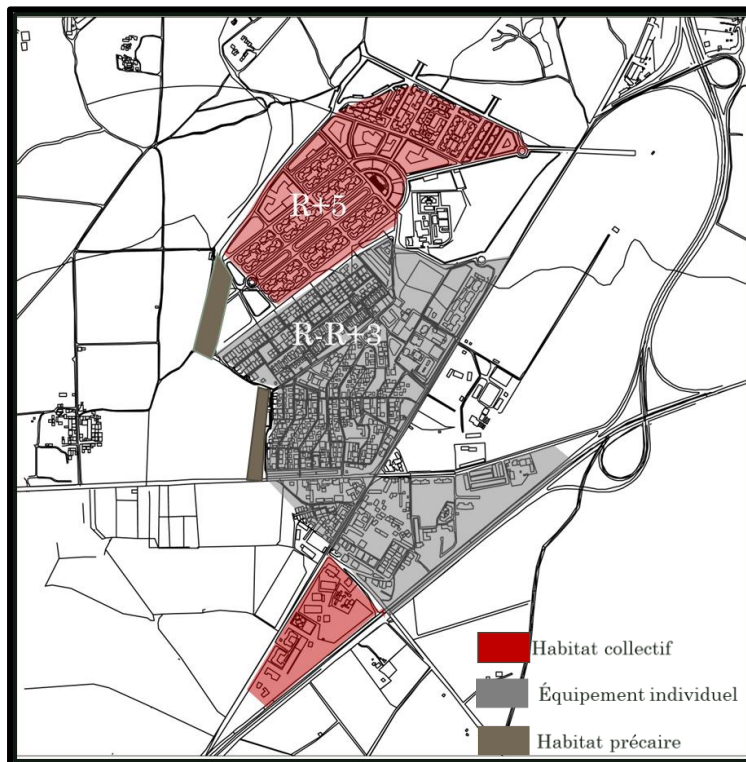 R+5
R-R+3
Habitat collectif
Équipement individuel
Habitat précaire